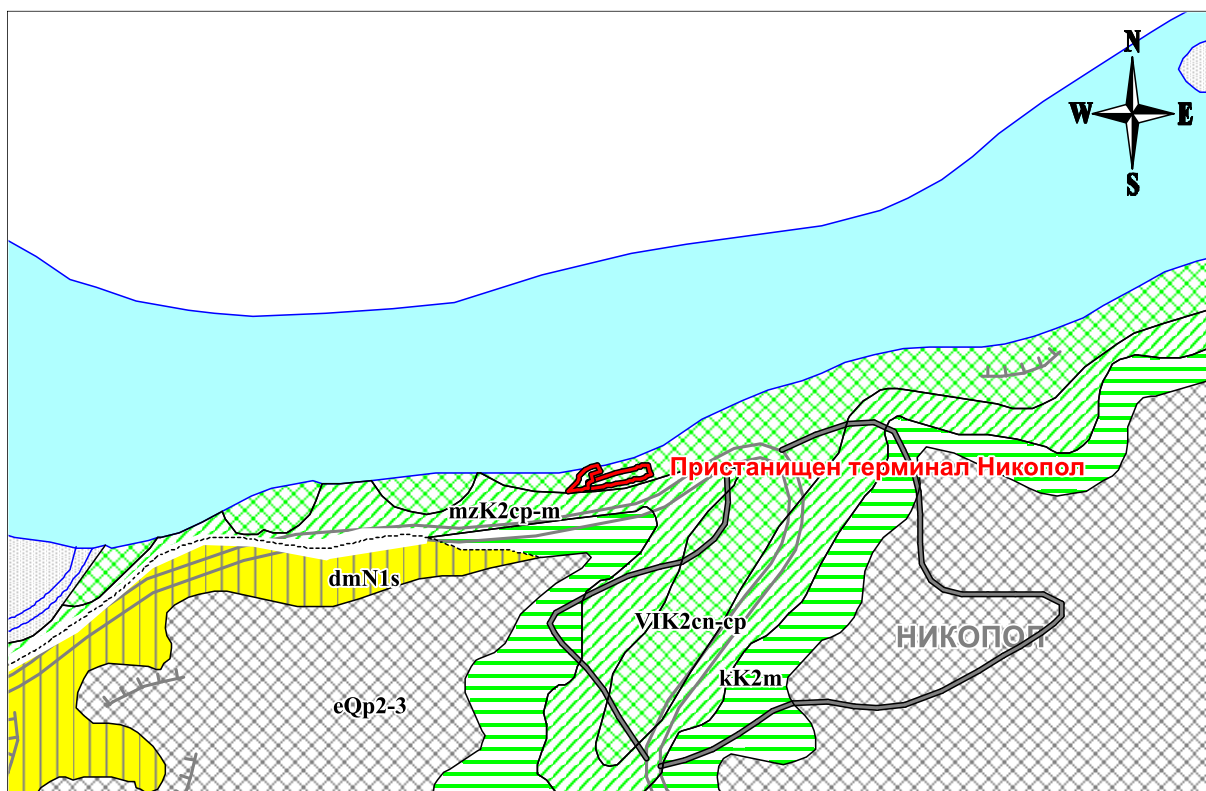 N
W E
S
Пристанищен терминал Никопол
mzK2cp-m
dmN1s
VIK2cn-cp
НИКОПОЛ
kK2m
eQp2-3